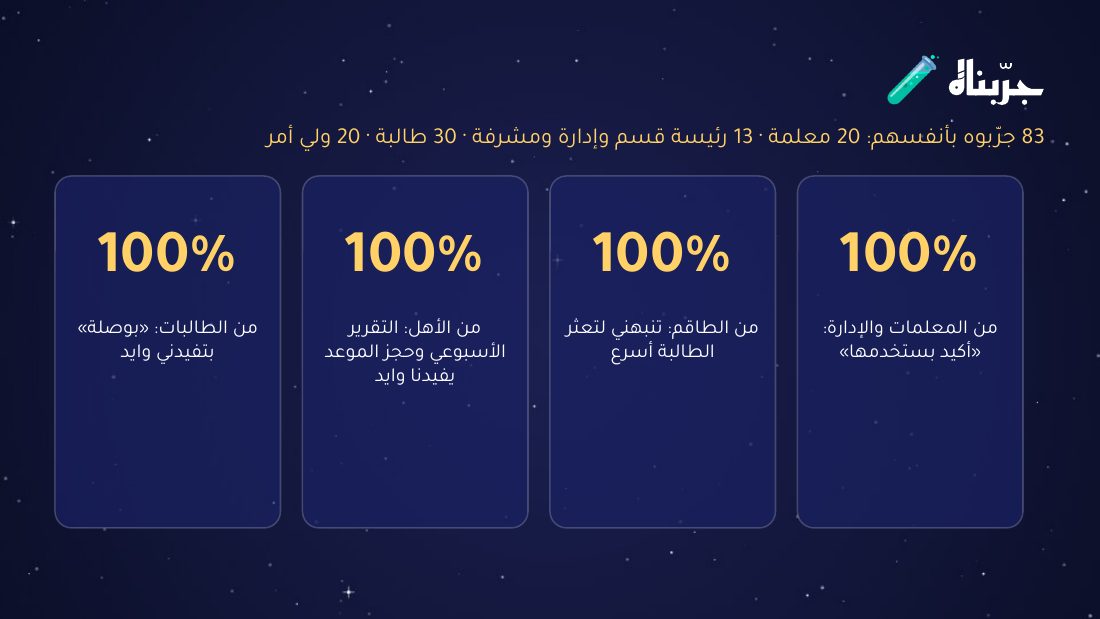 جرّبناه
83 جرّبوه بأنفسهم: 20 معلمة · 13 رئيسة قسم وإدارة ومشرفة · 30 طالبة · 20 ولي أمر
100%
من المعلمات والإدارة:
«أكيد بستخدمها»
100%
من الطاقم: تنبهني لتعثر
الطالبة أسرع
100%
من الأهل: التقرير
الأسبوعي وحجز الموعد
يفيدنا وايد
100%
من الطالبات: «بوصلة»
بتفيدني وايد